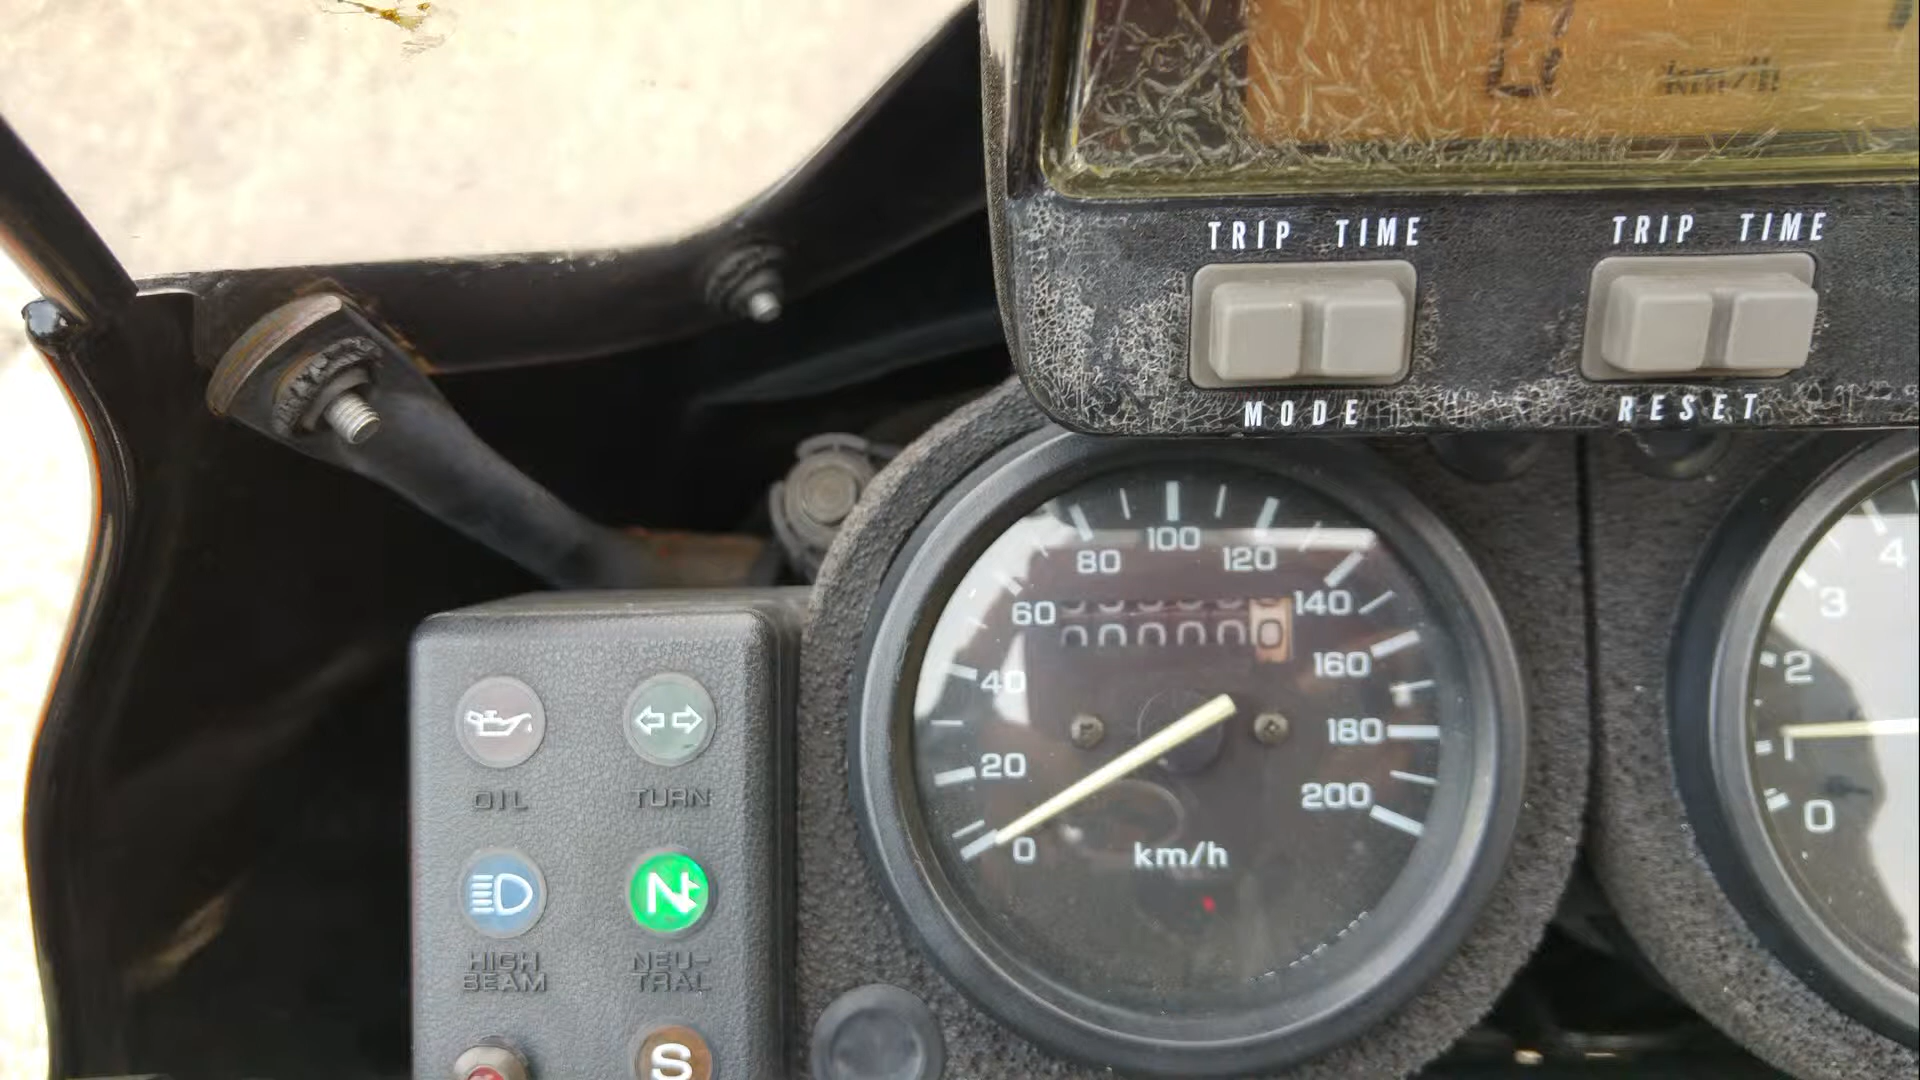 0
km/h
TRIP TIME
TRIP TIME
MODE
RESET
80
100
120
60
140
40
160
20
180
200
0
km/h
000000
4
3
2
1
0
OIL
TURN
N
HIGH
BEAM
NEU-
TRAL
S